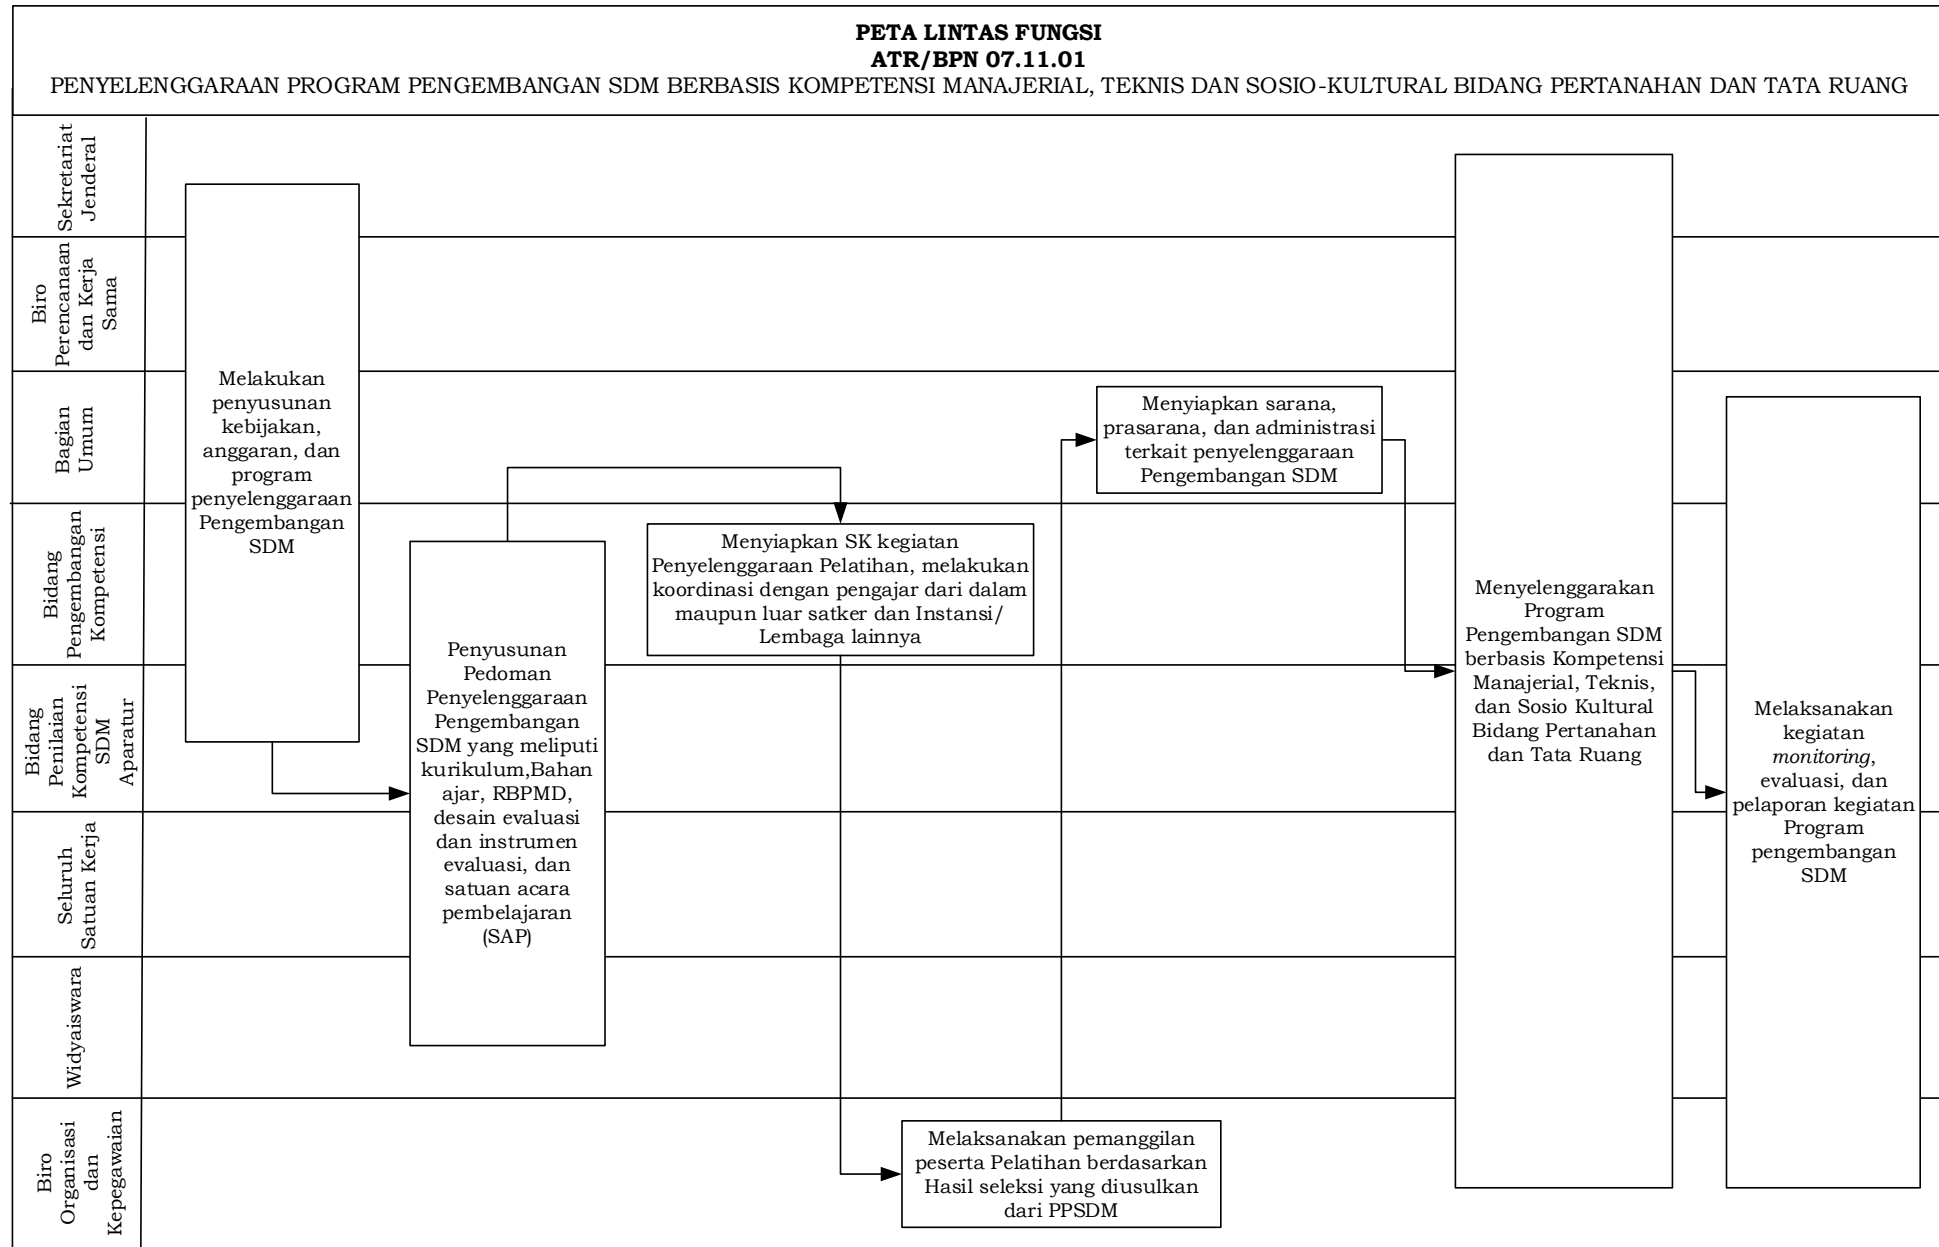 PETA LINTAS FUNGSI
ATR/BPN 07.11.01
PENYELENGGARAAN PROGRAM PENGEMBANGAN SDM BERBASIS KOMPETENSI MANAJERIAL, TEKNIS DAN SOSIO-KULTURAL BIDANG PERTANAHAN DAN TATA RUANG
Sekretariat
Jenderal
Biro
Perencanaan
dan Kerja
Sama
Bagian
Umum
Bidang
Pengembangan
Kompetensi
Bidang
Penilaian
Kompetensi
SDM
Aparatur
Seluruh
Satuan Kerja
Widyaiswara
Biro
Organisasi
dan
Kepegawaian
Melakukan
penyusunan
kebijakan,
anggaran, dan
program
penyelenggaraan
Pengembangan
SDM
Penyusunan
Pedoman
Penyelenggaraan
Pengembangan
SDM yang meliputi
kurikulum,Bahan
ajar, RBPMD,
desain evaluasi
dan instrumen
evaluasi, dan
satuan acara
pembelajaran
(SAP)
Menyiapkan SK kegiatan
Penyelenggaraan Pelatihan, melakukan
koordinasi dengan pengajar dari dalam
maupun luar satker dan Instansi/
Lembaga lainnya
Melaksanakan pemanggilan
peserta Pelatihan berdasarkan
Hasil seleksi yang diusulkan
dari PPSDM
Menyiapkan sarana,
prasarana, dan administrasi
terkait penyelenggaraan
Pengembangan SDM
Menyelenggarakan
Program
Pengembangan SDM
berbasis Kompetensi
Manajerial, Teknis,
dan Sosio Kultural
Bidang Pertanahan
dan Tata Ruang
Melaksanakan
kegiatan
monitoring,
evaluasi, dan
pelaporan kegiatan
Program
pengembangan
SDM